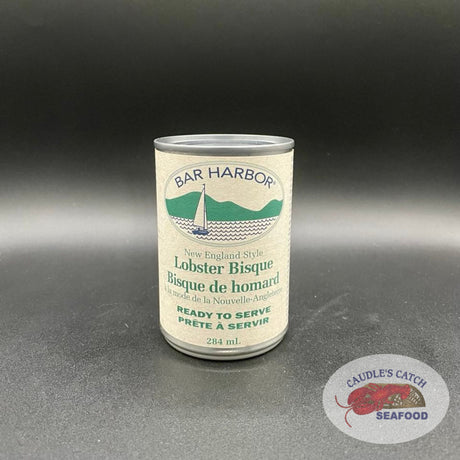 BAR HARBOR®
New England Style
Lobster Bisque
Bisque de homard
à la mode de la Nouvelle-Angleterre
READY TO SERVE
PRÊTE À SERVIR
284 mL
CAUDLE'S CATCH
SEAFOOD